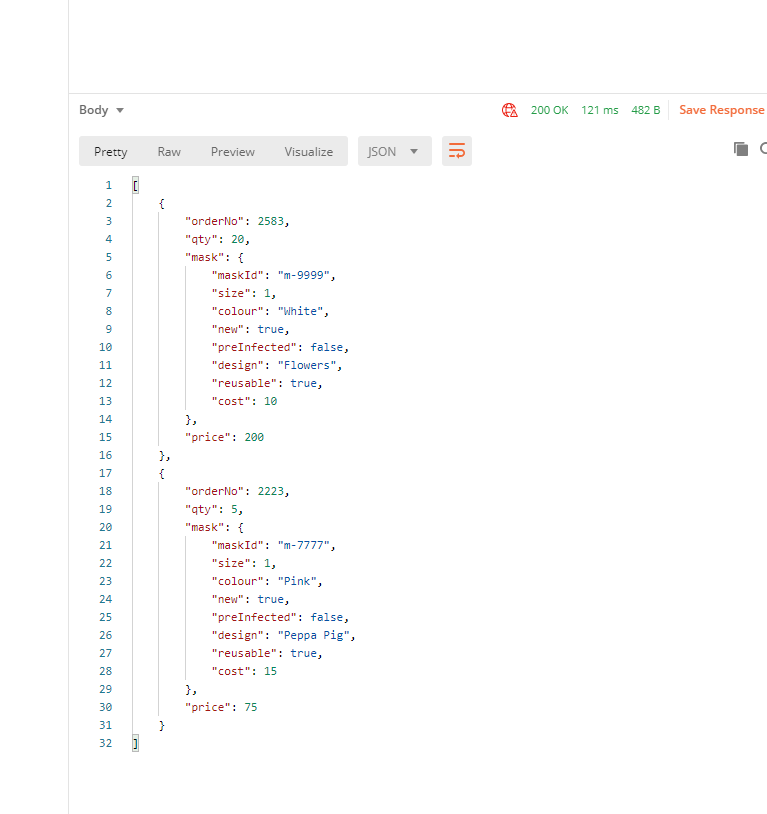 Body 200 OK 121 ms 482 B Save Response
Pretty Raw Preview Visualize JSON
1 [
2 {
3 "orderNo": 2583,
4 "qty": 20,
5 "mask": {
6 "maskId": "m-9999",
7 "size": 1,
8 "colour": "White",
9 "new": true,
10 "preInfected": false,
11 "design": "Flowers",
12 "reusable": true,
13 "cost": 10
14 },
15 "price": 200
16 },
17 {
18 "orderNo": 2223,
19 "qty": 5,
20 "mask": {
21 "maskId": "m-7777",
22 "size": 1,
23 "colour": "Pink",
24 "new": true,
25 "preInfected": false,
26 "design": "Peppa Pig",
27 "reusable": true,
28 "cost": 15
29 },
30 "price": 75
31 }
32 ]